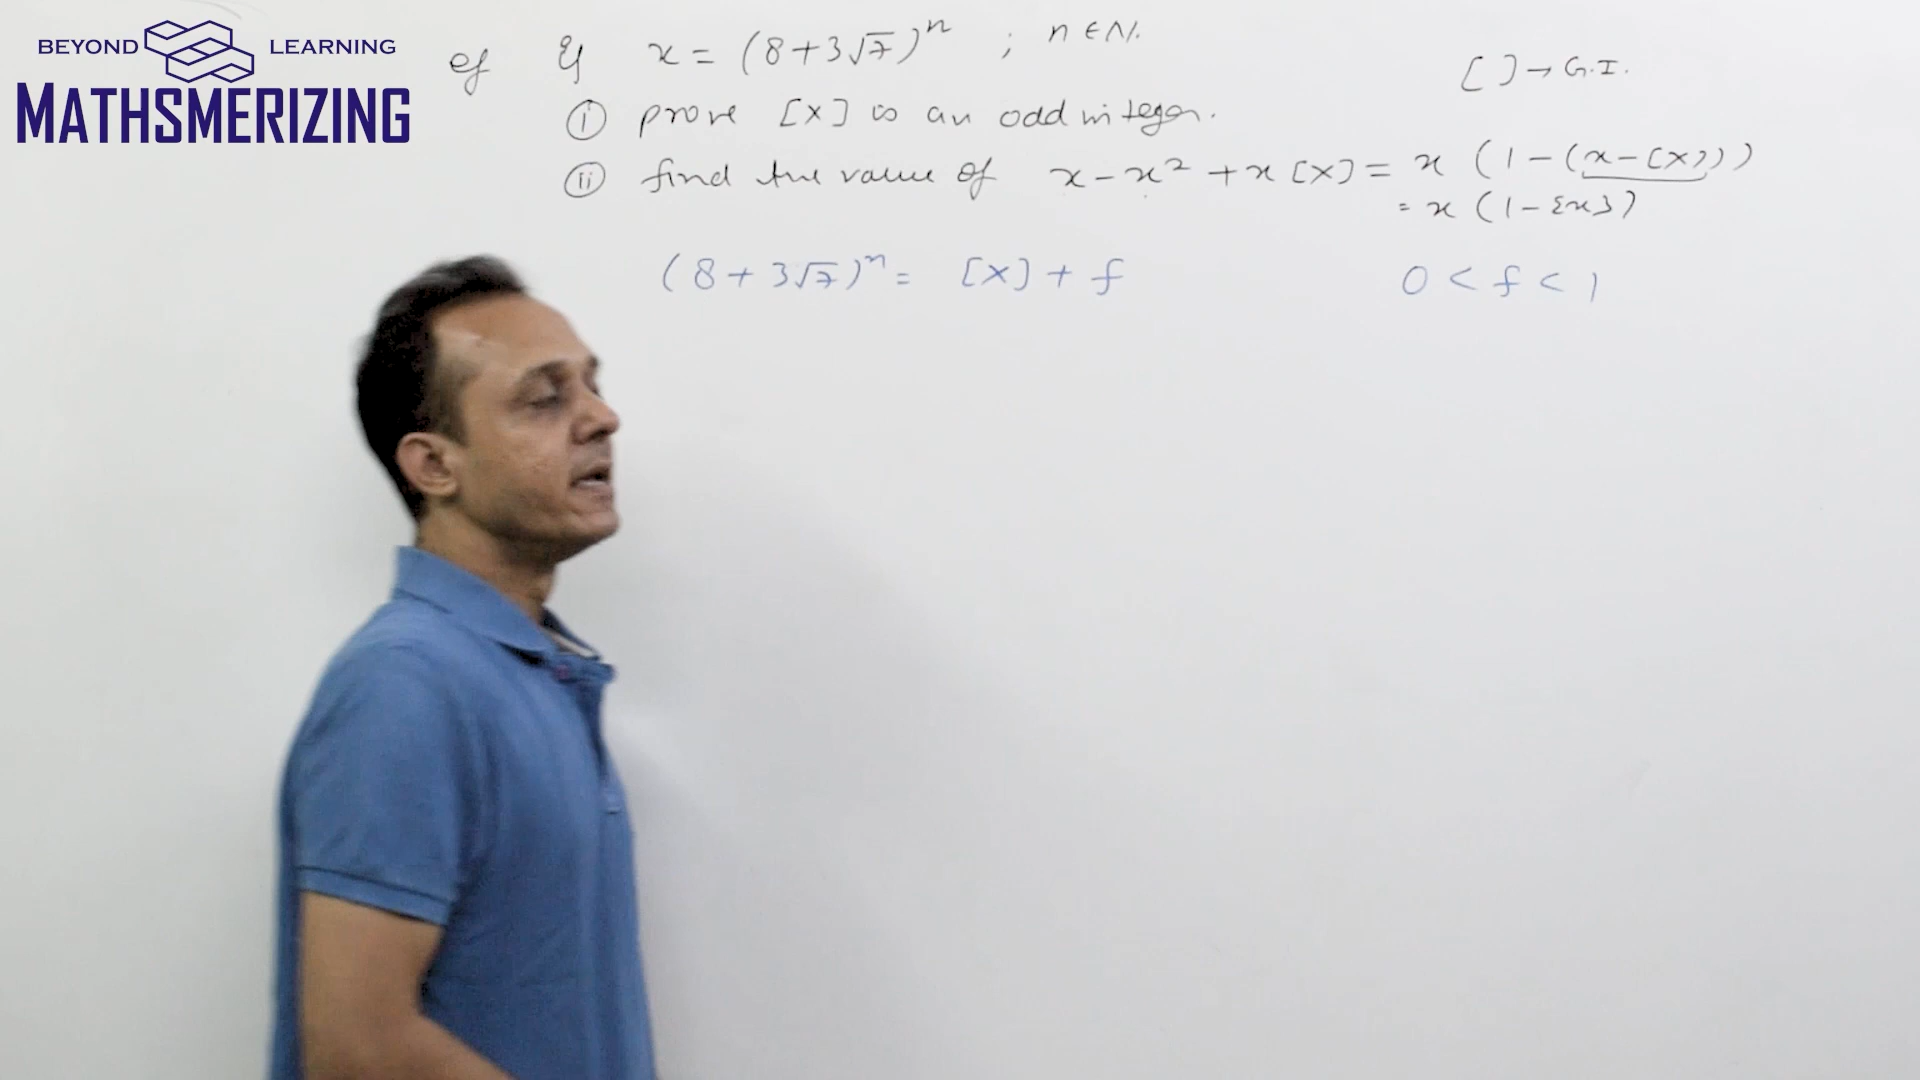 BEYOND LEARNING
MATHSMERIZING
eg If x = (8+3√7)ⁿ ; n ∈ N.
[ ] → G.I.
(i) prove [x] is an odd integer.
(ii) find the value of x - x² + x[x] = x (1-(x-[x]))
= x (1-{x})
(8+3√7)ⁿ = [x] + f 0 < f < 1